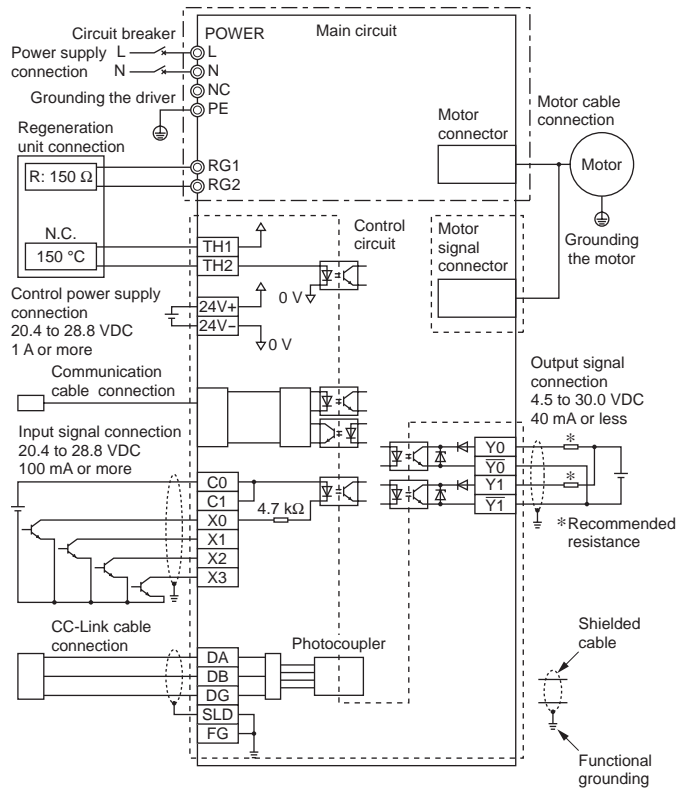 Circuit breaker
Power supply
connection
L
N
Grounding the driver
POWER
L
N
NC
PE
Main circuit
Motor
connector
Motor cable
connection
Motor
Grounding
the motor
Regeneration
unit connection
R: 150 Ω
N.C.
150 °C
RG1
RG2
TH1
TH2
Control
circuit
Motor
signal
connector
0 V
Control power supply
connection
20.4 to 28.8 VDC
1 A or more
24V+
24V−
0 V
Communication
cable connection
Output signal
connection
4.5 to 30.0 VDC
40 mA or less
Input signal connection
20.4 to 28.8 VDC
100 mA or more
Y0
Y̅0̅
Y1
Y̅1̅
*
*
*Recommended
resistance
C0
C1
X0
X1
X2
X3
4.7 kΩ
CC-Link cable
connection
DA
DB
DG
SLD
FG
Photocoupler
Shielded
cable
Functional
grounding